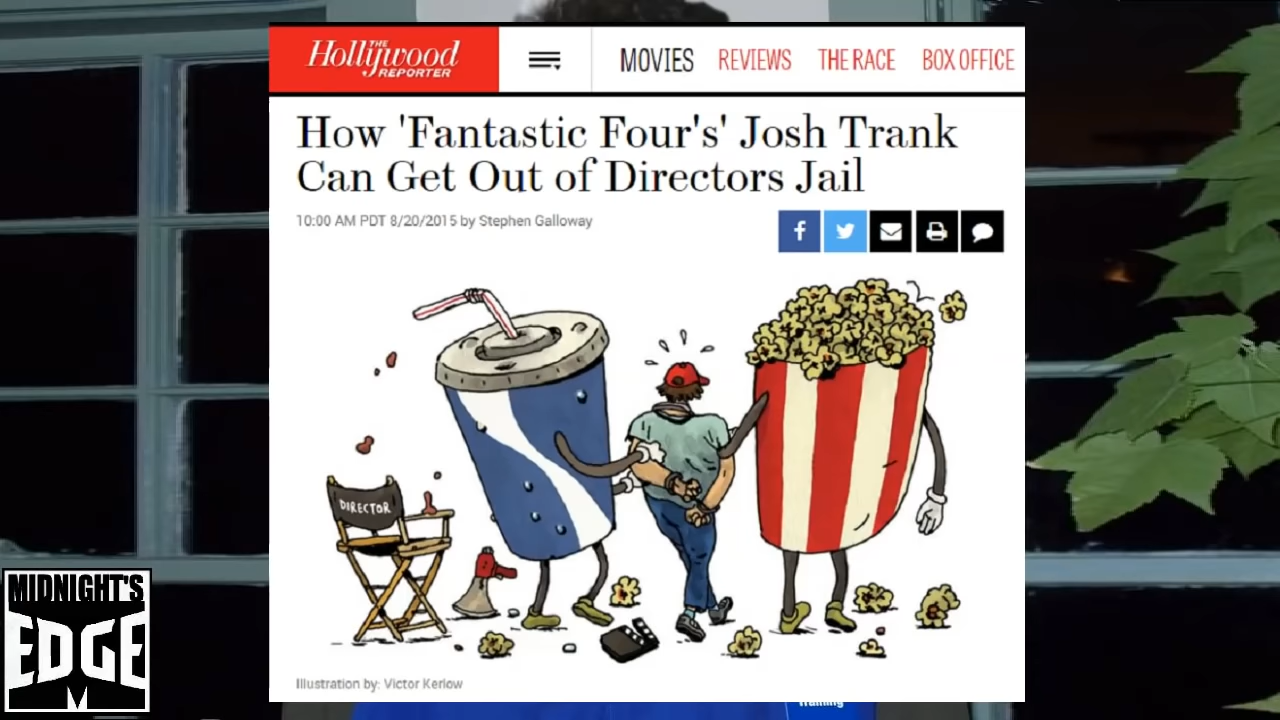 THE
Hollywood
REPORTER
MOVIES REVIEWS THE RACE BOX OFFICE
How 'Fantastic Four's' Josh Trank
Can Get Out of Directors Jail
10:00 AM PDT 8/20/2015 by Stephen Galloway
DIRECTOR
Illustration by: Victor Kerlow
MIDNIGHT'S
EDGE
M
Training